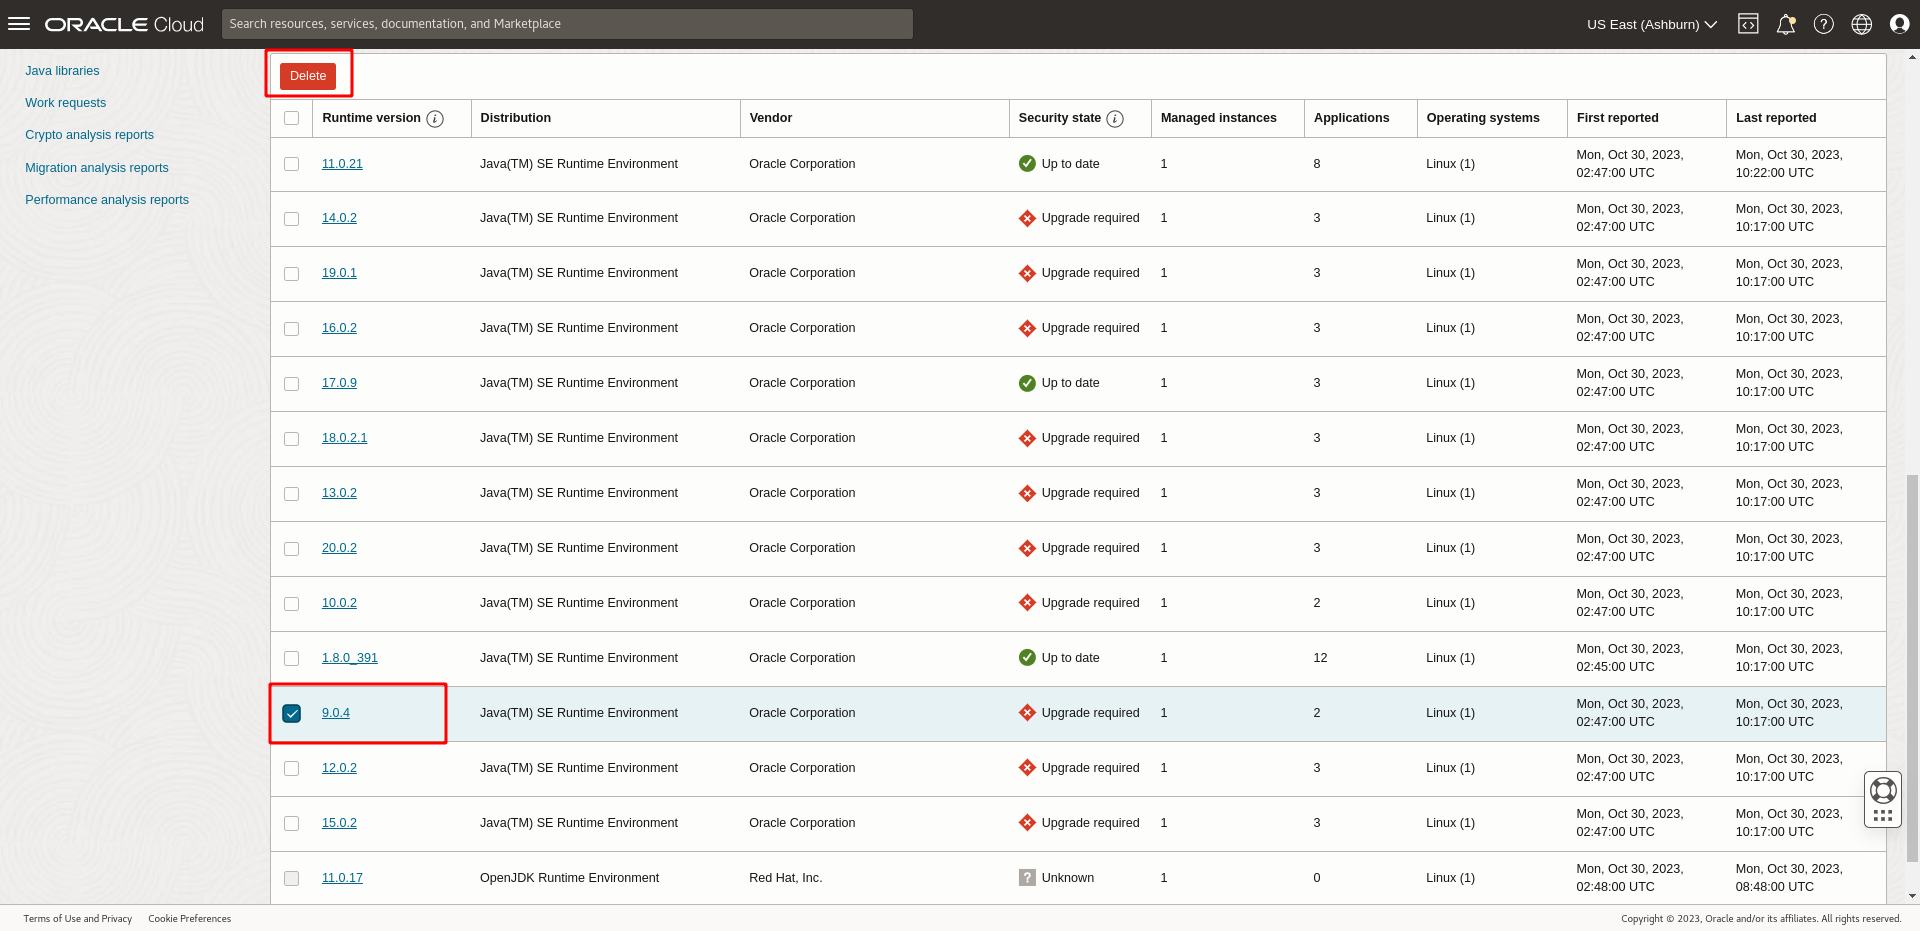 ORACLE Cloud
Search resources, services, documentation, and Marketplace
US East (Ashburn)
Java libraries
Work requests
Crypto analysis reports
Migration analysis reports
Performance analysis reports
Delete
Runtime version Distribution Vendor Security state Managed instances Applications Operating systems First reported Last reported
11.0.21 Java(TM) SE Runtime Environment Oracle Corporation Up to date 1 8 Linux (1) Mon, Oct 30, 2023, Mon, Oct 30, 2023,
02:47:00 UTC 10:22:00 UTC
14.0.2 Java(TM) SE Runtime Environment Oracle Corporation Upgrade required 1 3 Linux (1) Mon, Oct 30, 2023, Mon, Oct 30, 2023,
02:47:00 UTC 10:17:00 UTC
19.0.1 Java(TM) SE Runtime Environment Oracle Corporation Upgrade required 1 3 Linux (1) Mon, Oct 30, 2023, Mon, Oct 30, 2023,
02:47:00 UTC 10:17:00 UTC
16.0.2 Java(TM) SE Runtime Environment Oracle Corporation Upgrade required 1 3 Linux (1) Mon, Oct 30, 2023, Mon, Oct 30, 2023,
02:47:00 UTC 10:17:00 UTC
17.0.9 Java(TM) SE Runtime Environment Oracle Corporation Up to date 1 3 Linux (1) Mon, Oct 30, 2023, Mon, Oct 30, 2023,
02:47:00 UTC 10:17:00 UTC
18.0.2.1 Java(TM) SE Runtime Environment Oracle Corporation Upgrade required 1 3 Linux (1) Mon, Oct 30, 2023, Mon, Oct 30, 2023,
02:47:00 UTC 10:17:00 UTC
13.0.2 Java(TM) SE Runtime Environment Oracle Corporation Upgrade required 1 3 Linux (1) Mon, Oct 30, 2023, Mon, Oct 30, 2023,
02:47:00 UTC 10:17:00 UTC
20.0.2 Java(TM) SE Runtime Environment Oracle Corporation Upgrade required 1 3 Linux (1) Mon, Oct 30, 2023, Mon, Oct 30, 2023,
02:47:00 UTC 10:17:00 UTC
10.0.2 Java(TM) SE Runtime Environment Oracle Corporation Upgrade required 1 2 Linux (1) Mon, Oct 30, 2023, Mon, Oct 30, 2023,
02:47:00 UTC 10:17:00 UTC
1.8.0_391 Java(TM) SE Runtime Environment Oracle Corporation Up to date 1 12 Linux (1) Mon, Oct 30, 2023, Mon, Oct 30, 2023,
02:45:00 UTC 10:17:00 UTC
9.0.4 Java(TM) SE Runtime Environment Oracle Corporation Upgrade required 1 2 Linux (1) Mon, Oct 30, 2023, Mon, Oct 30, 2023,
02:47:00 UTC 10:17:00 UTC
12.0.2 Java(TM) SE Runtime Environment Oracle Corporation Upgrade required 1 3 Linux (1) Mon, Oct 30, 2023, Mon, Oct 30, 2023,
02:47:00 UTC 10:17:00 UTC
15.0.2 Java(TM) SE Runtime Environment Oracle Corporation Upgrade required 1 3 Linux (1) Mon, Oct 30, 2023, Mon, Oct 30, 2023,
02:47:00 UTC 10:17:00 UTC
11.0.17 OpenJDK Runtime Environment Red Hat, Inc. Unknown 1 0 Linux (1) Mon, Oct 30, 2023, Mon, Oct 30, 2023,
02:48:00 UTC 08:48:00 UTC
Terms of Use and Privacy Cookie Preferences Copyright © 2023, Oracle and/or its affiliates. All rights reserved.